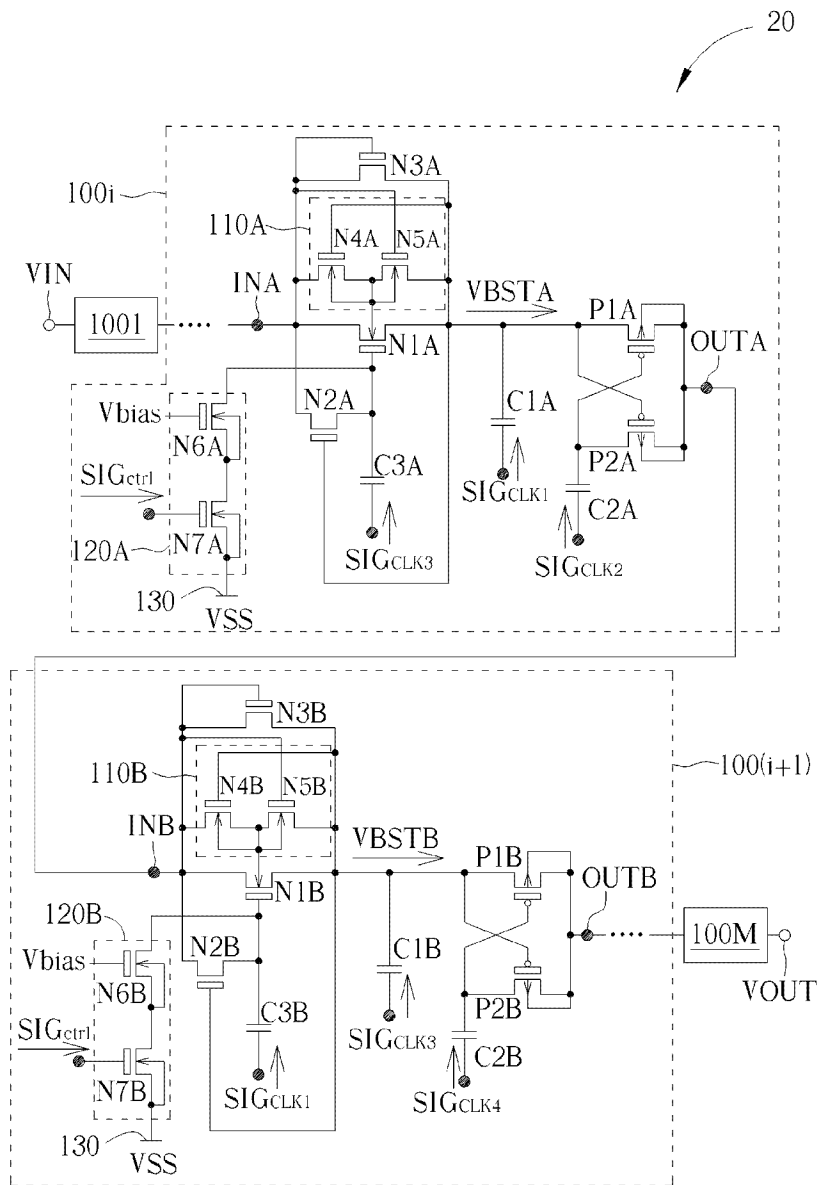 20
100i
N3A
110A
N4A N5A
VIN
1001
INA
VBSTA
P1A
OUTA
N1A
Vbias
N6A
N2A
C1A
P2A
SIGctrl
C3A
SIGCLK1
C2A
N7A
120A
SIGCLK3
SIGCLK2
130
VSS
N3B
110B
N4B N5B
100(i+1)
INB
VBSTB
P1B
OUTB
N1B
120B
100M
Vbias
N6B
N2B
C1B
P2B
VOUT
SIGctrl
C3B
SIGCLK3
C2B
N7B
SIGCLK1
SIGCLK4
130
VSS